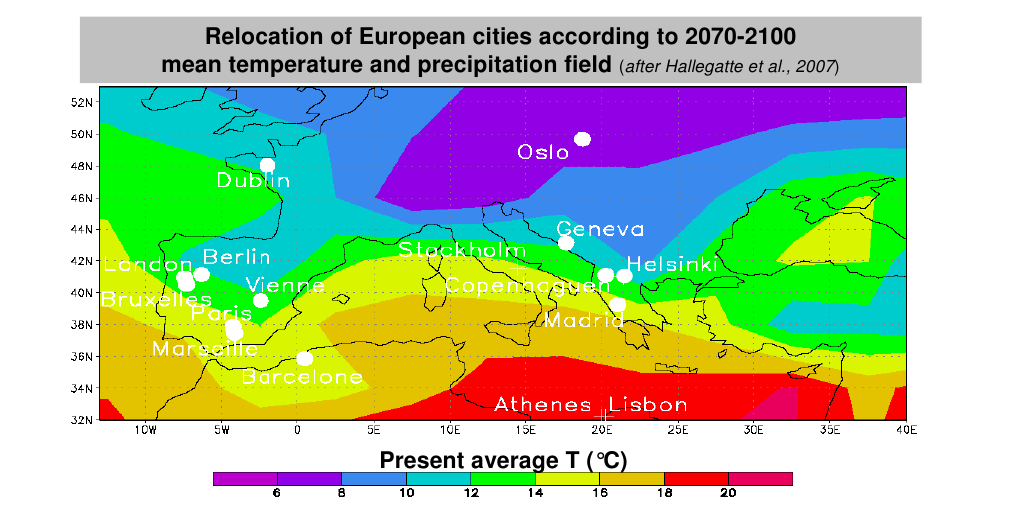 Relocation of European cities according to 2070-2100
mean temperature and precipitation field (after Hallegatte et al., 2007)
52N
50N
48N
46N
44N
42N
40N
38N
36N
34N
32N
Oslo
Dublin
Geneva
Stockholm
Berlin
London
Helsinki
Vienne
Copenhaguen
Bruxelles
Paris
Madrid
Marseille
Barcelone
Athenes Lisbon
10W 5W 0 5E 10E 15E 20E 25E 30E 35E 40E
Present average T (°C)
6 8 10 12 14 16 18 20